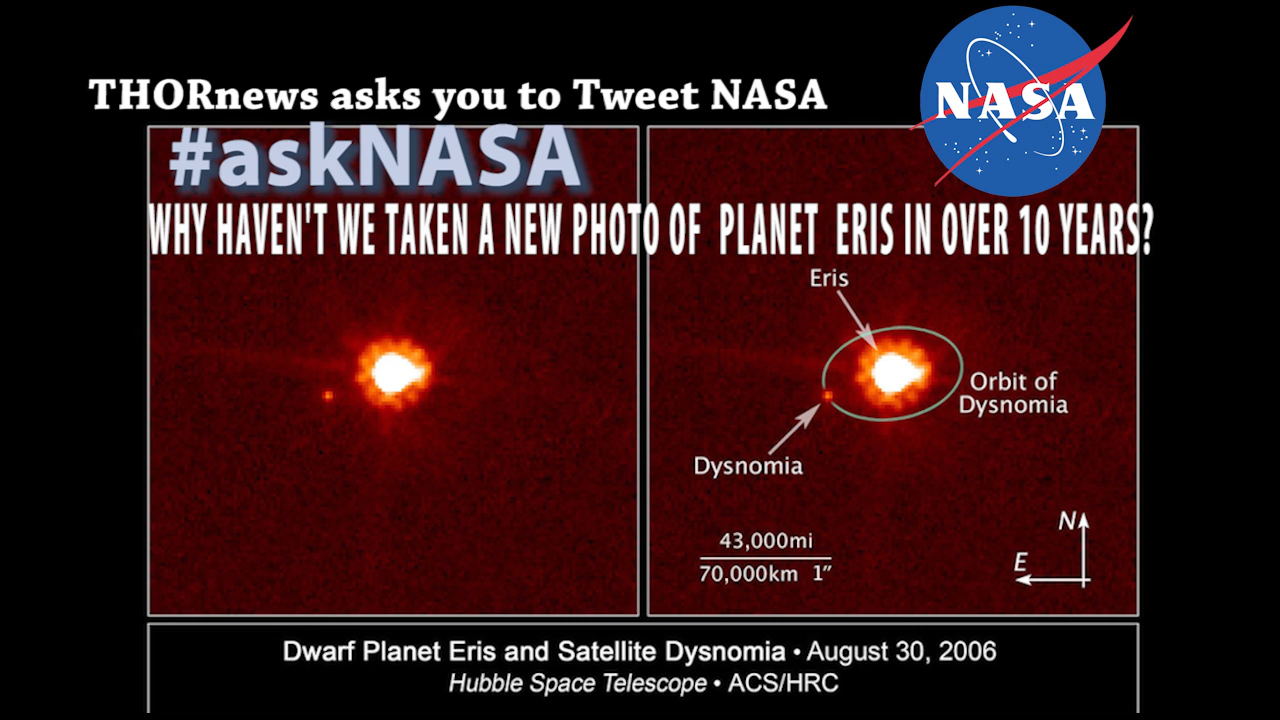 THORnews asks you to Tweet NASA
NASA
#askNASA
WHY HAVEN'T WE TAKEN A NEW PHOTO OF PLANET ERIS IN OVER 10 YEARS?
Eris
Orbit of
Dysnomia
Dysnomia
43,000mi
70,000km 1″
N
E
Dwarf Planet Eris and Satellite Dysnomia • August 30, 2006
Hubble Space Telescope • ACS/HRC